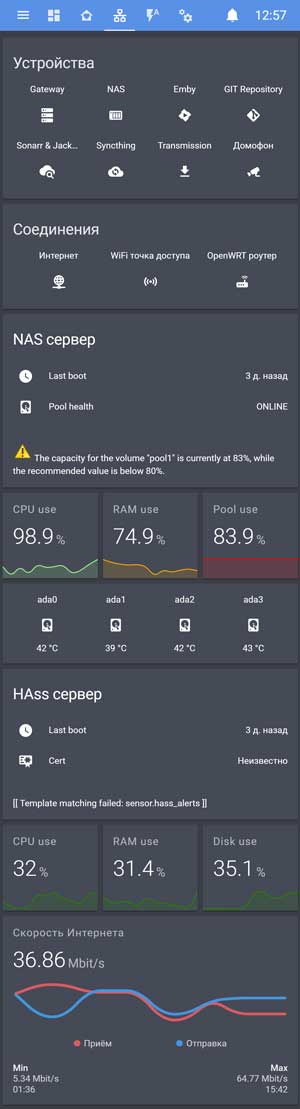 12:57
Устройства
Gateway NAS Emby GIT Repository
Sonarr & Jack... Syncthing Transmission Домофон
Соединения
Интернет WiFi точка доступа OpenWRT роутер
NAS сервер
Last boot 3 д. назад
Pool health ONLINE
The capacity for the volume "pool1" is currently at 83%, while
the recommended value is below 80%.
CPU use RAM use Pool use
98.9 % 74.9 % 83.9 %
ada0 ada1 ada2 ada3
42 °C 39 °C 42 °C 43 °C
HAss сервер
Last boot 3 д. назад
Cert Неизвестно
[[ Template matching failed: sensor.hass_alerts ]]
CPU use RAM use Disk use
32 % 31.4 % 35.1 %
Скорость Интернета
36.86 Mbit/s
Приём Отправка
Min Max
5.34 Mbit/s 64.77 Mbit/s
01:36 15:42